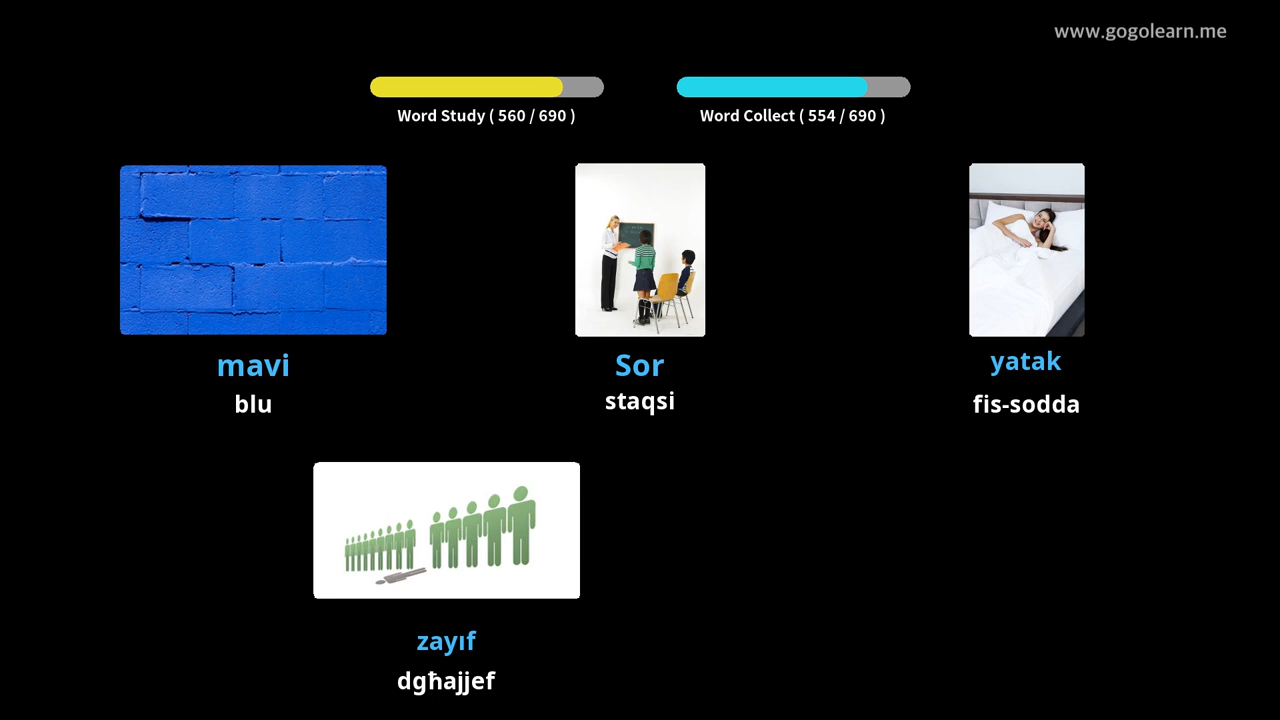 www.gogolearn.me
Word Study ( 560 / 690 )
Word Collect ( 554 / 690 )
mavi
blu
Sor
staqsi
yatak
fis-sodda
zayıf
dgħajjef